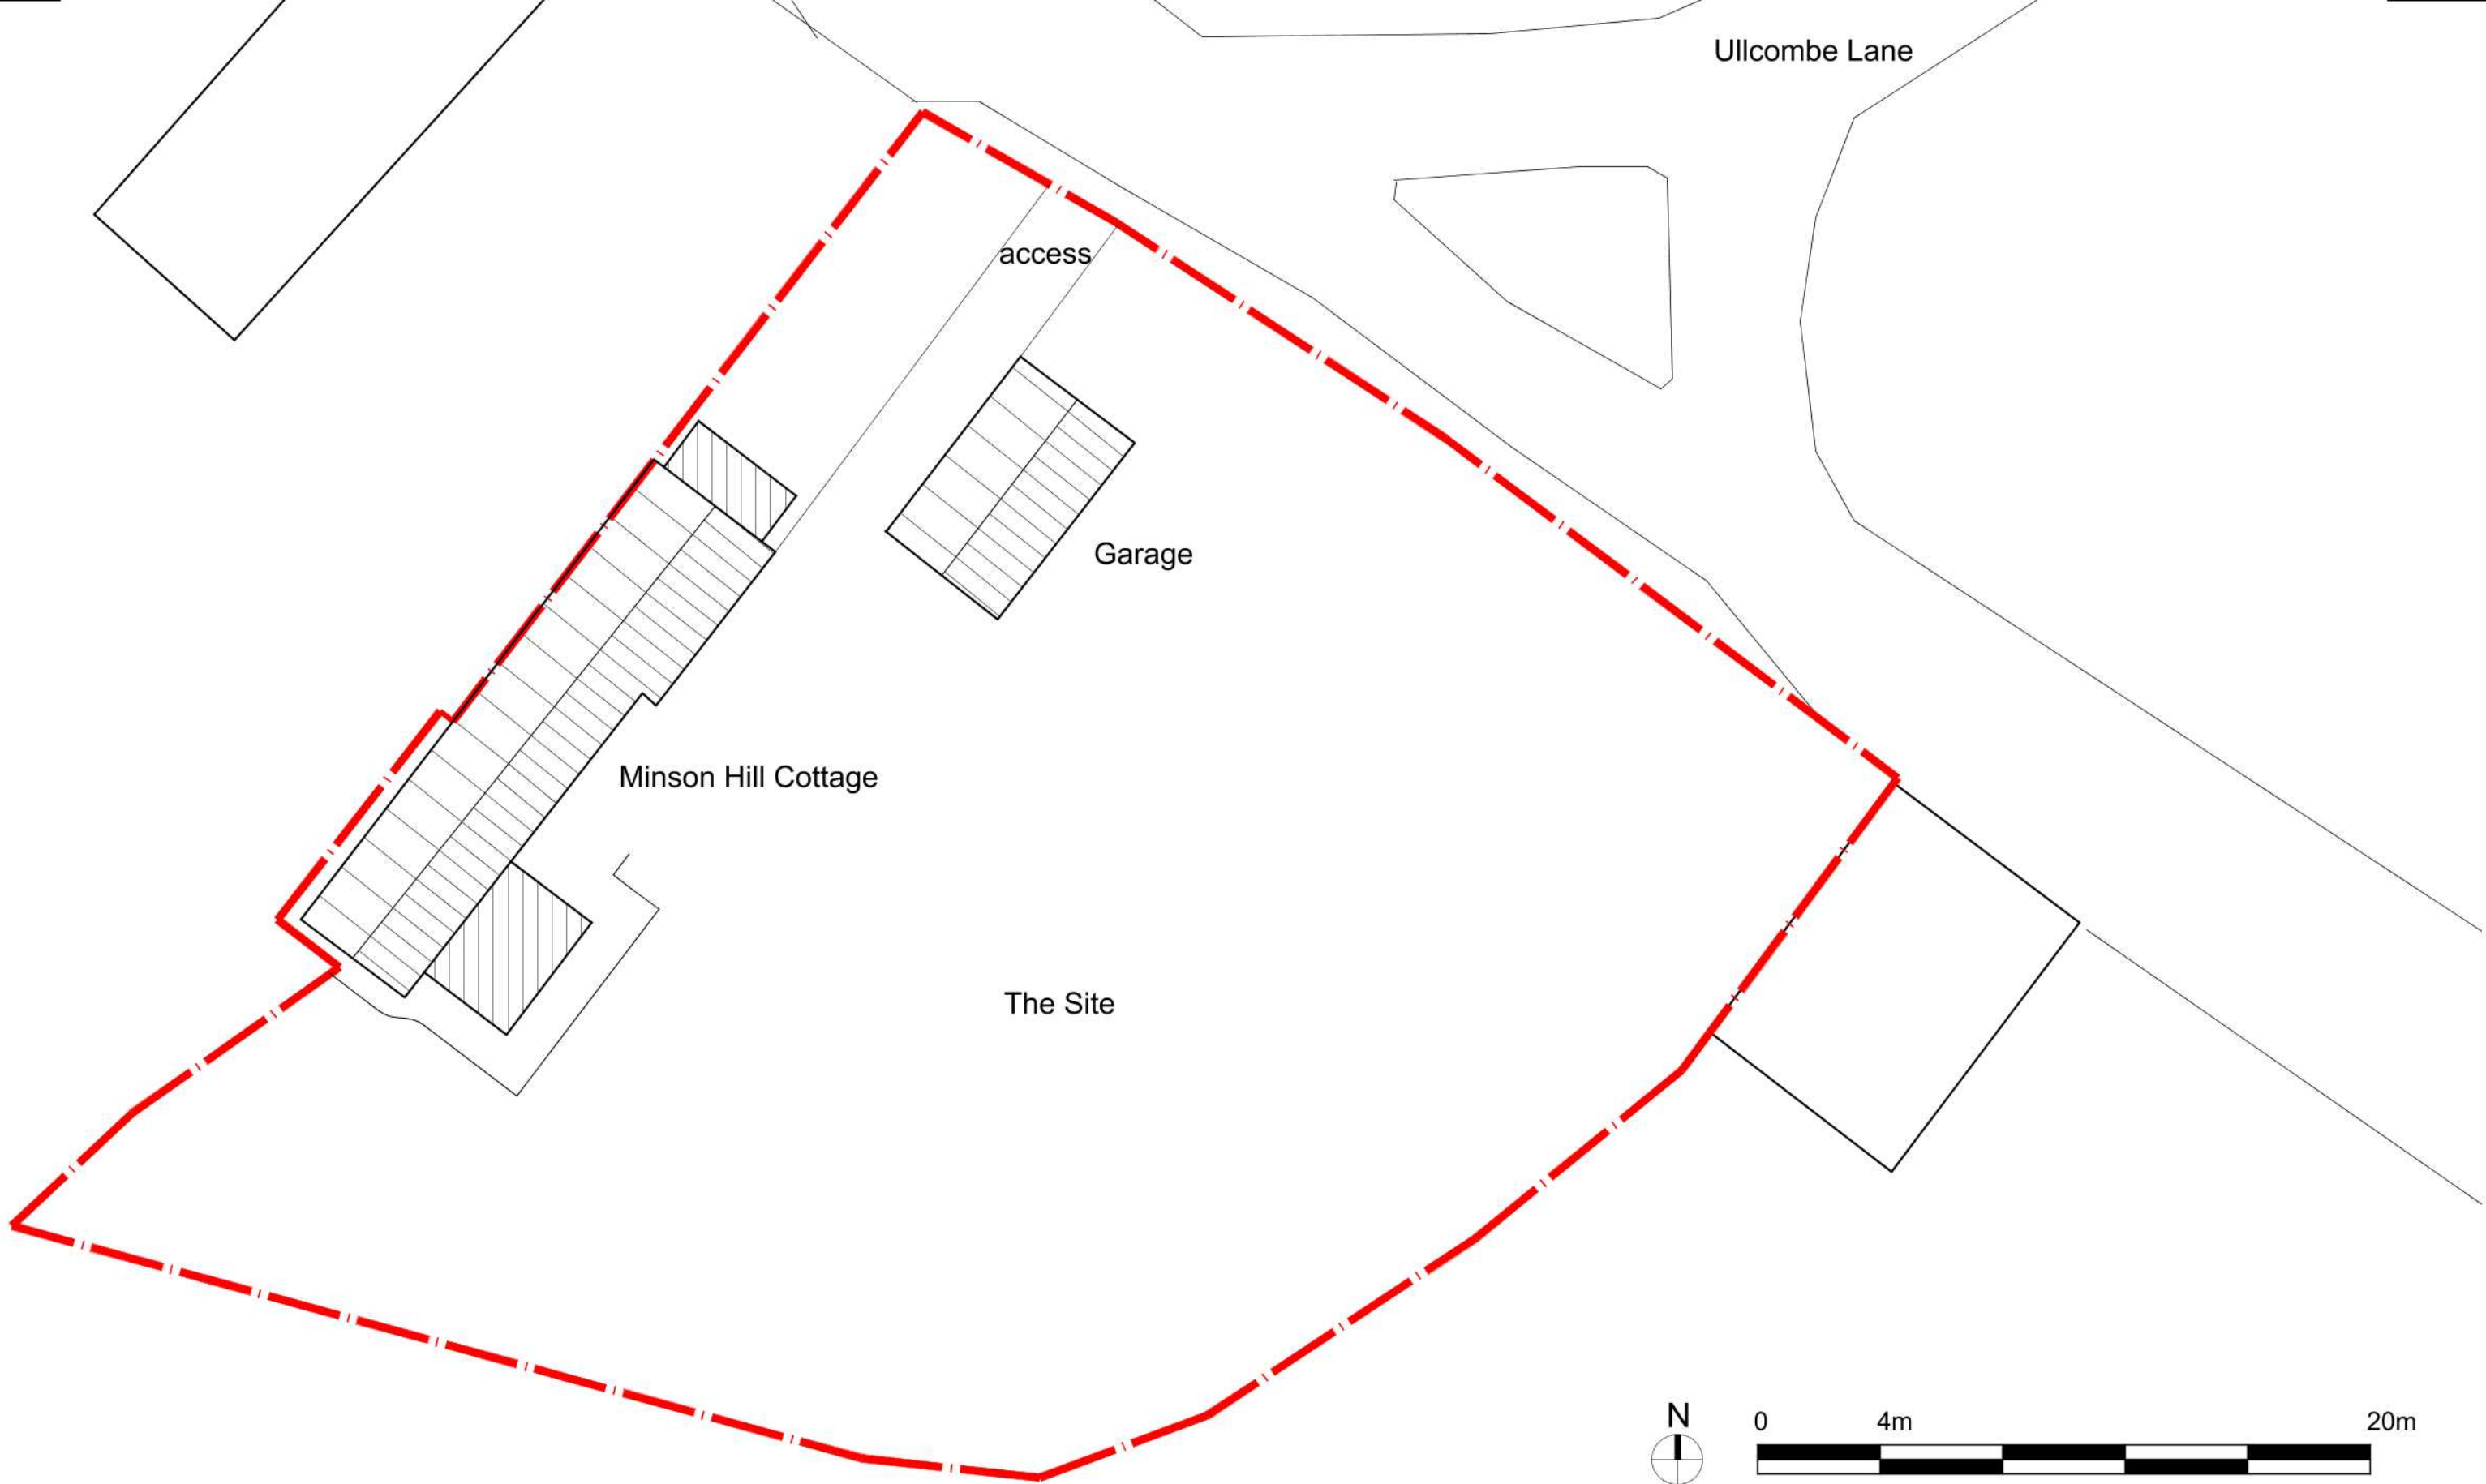 Ullcombe Lane
access
Garage
Minson Hill Cottage
The Site
N
0 4m 20m